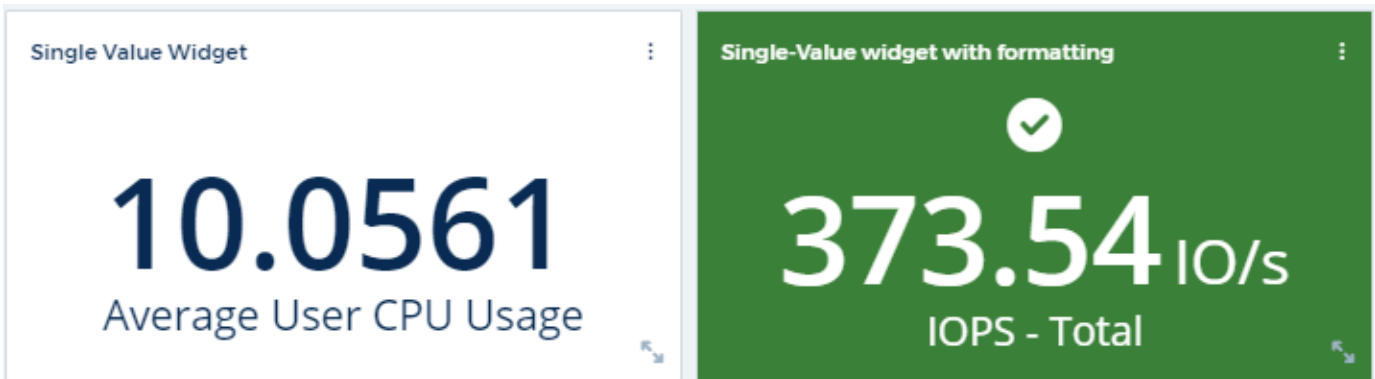 Single Value Widget
10.0561
Average User CPU Usage
Single-Value widget with formatting
373.54 IO/s
IOPS - Total